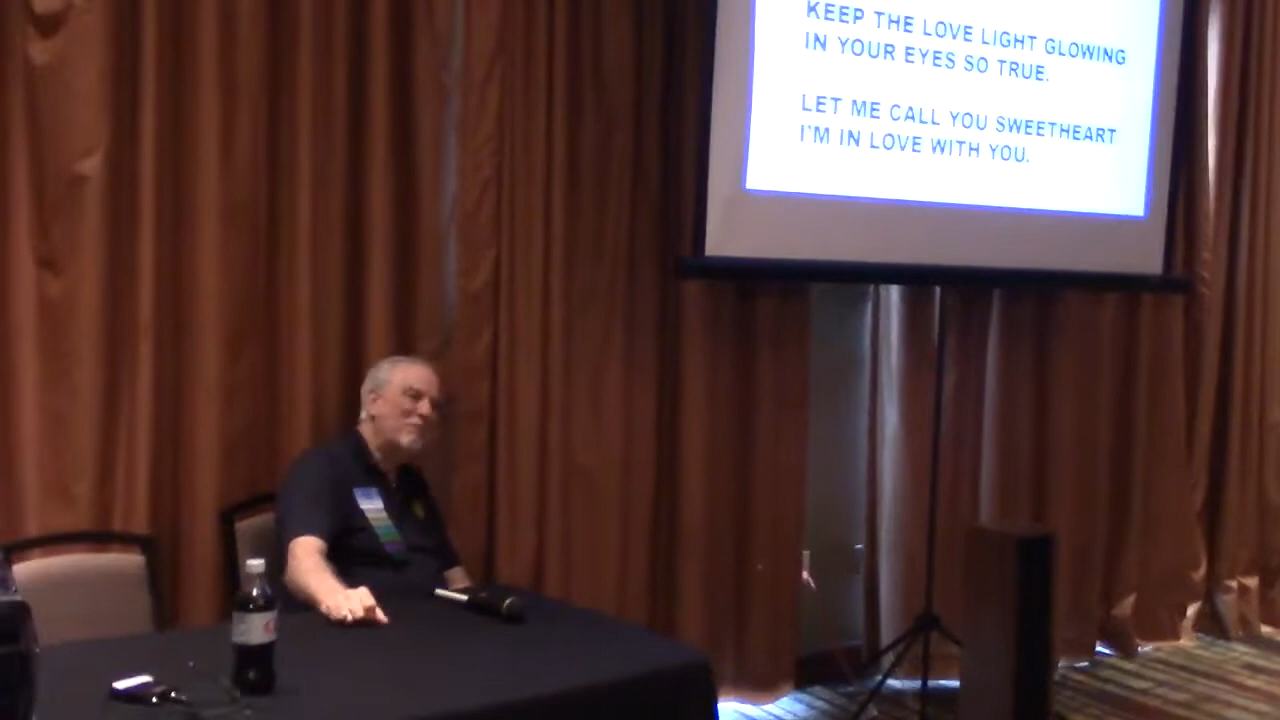 KEEP THE LOVE LIGHT GLOWING
IN YOUR EYES SO TRUE.
LET ME CALL YOU SWEETHEART
I'M IN LOVE WITH YOU.